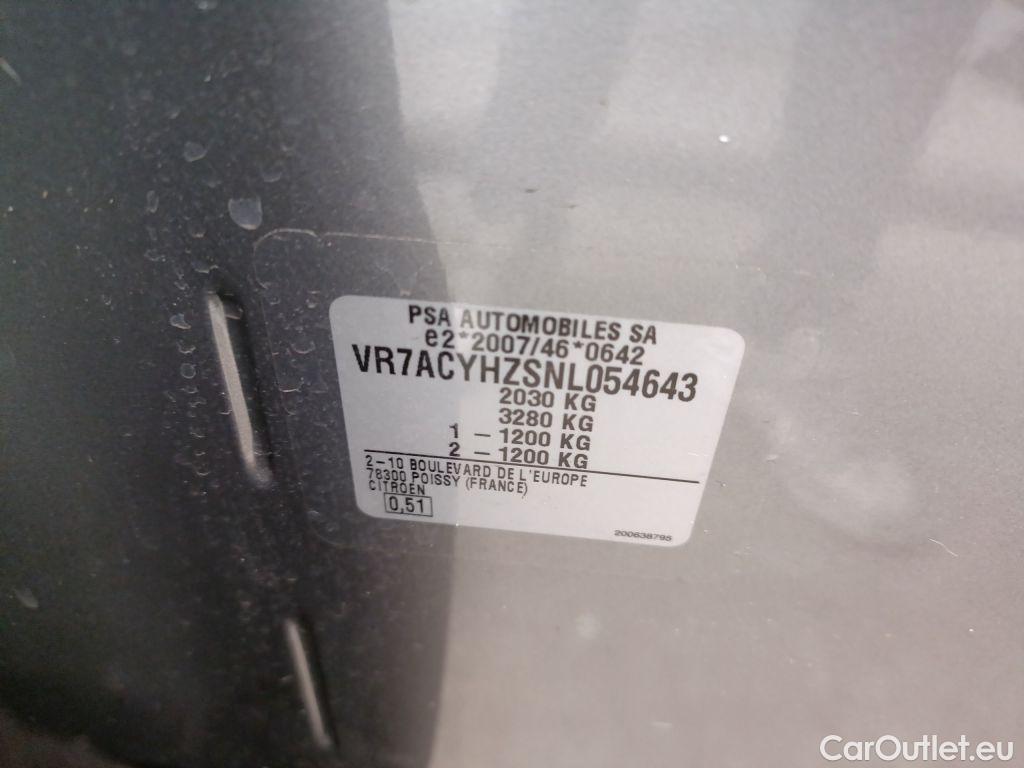 PSA AUTOMOBILES SA
e2*2007/46*0642
VR7ACYHZSNL054643
2030 KG
3280 KG
1 – 1200 KG
2 – 1200 KG
2–10 BOULEVARD DE L'EUROPE
78300 POISSY (FRANCE)
CITROEN
0,51
200638795
CarOutlet.eu